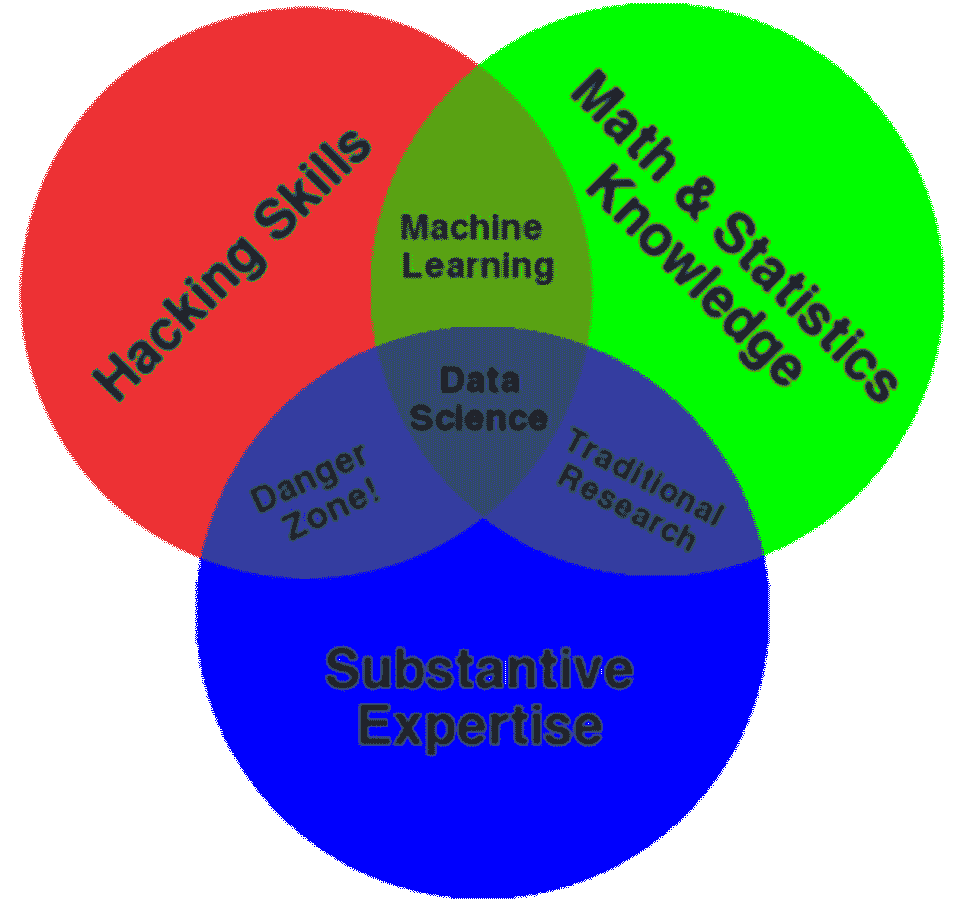 Hacking Skills
Math & Statistics
Knowledge
Machine
Learning
Data
Science
Danger
Zone!
Traditional
Research
Substantive
Expertise